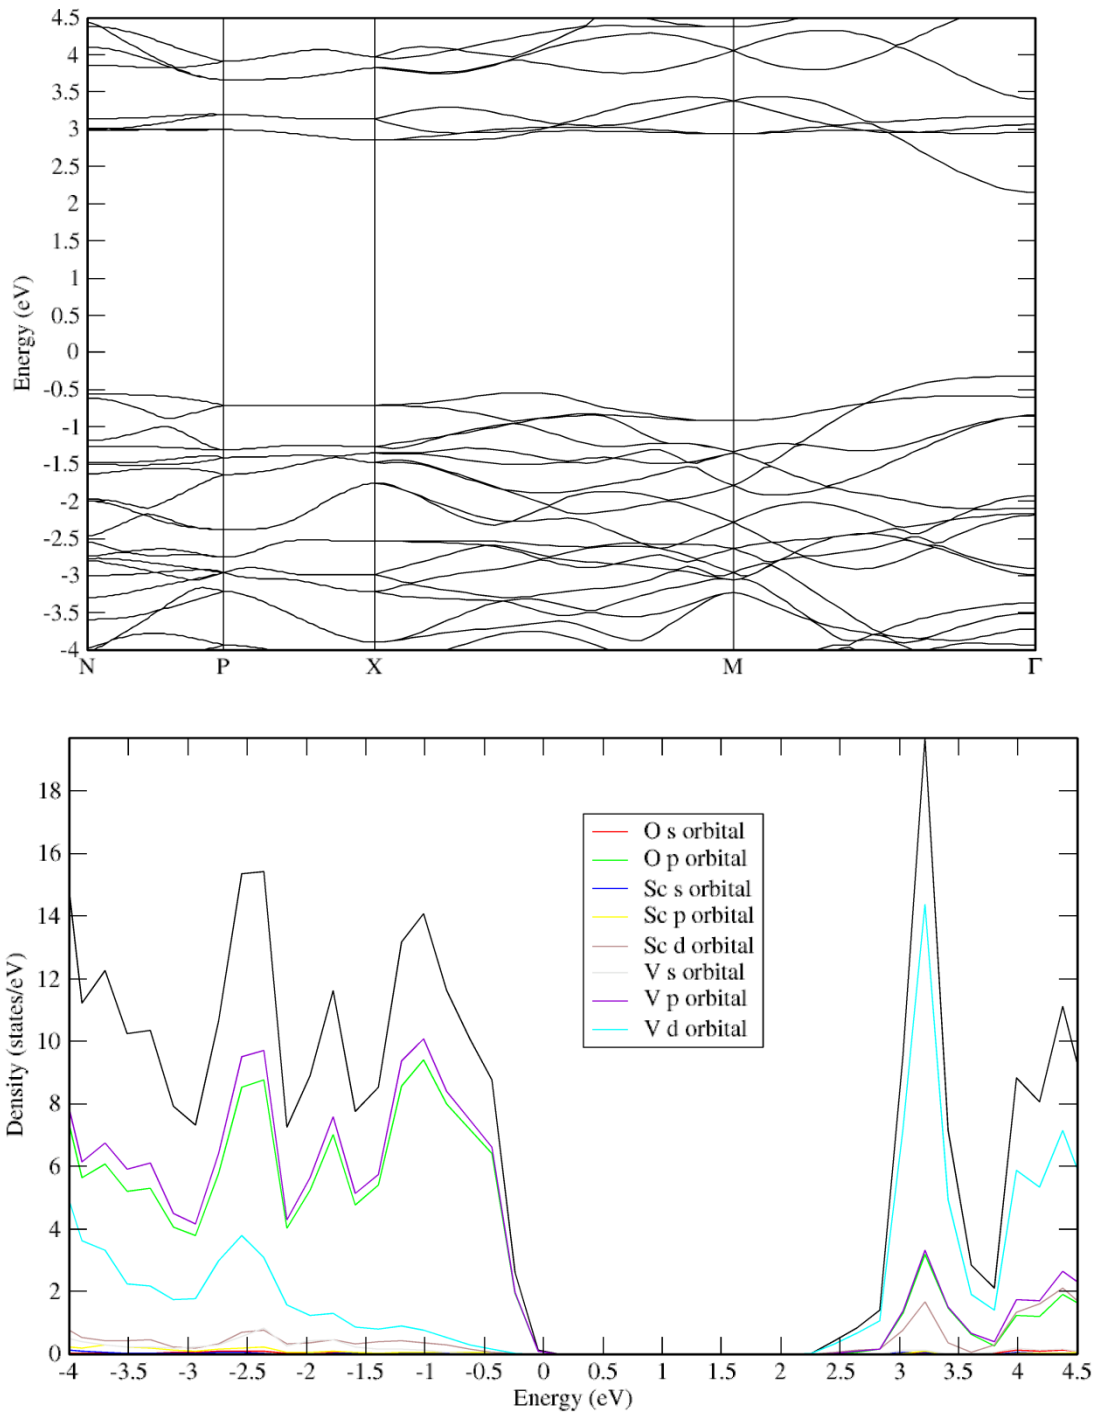 4.5
4
3.5
3
2.5
2
1.5
1
0.5
0
-0.5
-1
-1.5
-2
-2.5
-3
-3.5
-4
Energy (eV)
N P X M Γ
18
16
14
12
10
8
6
4
2
0
Density (states/eV)
O s orbital
O p orbital
Sc s orbital
Sc p orbital
Sc d orbital
V s orbital
V p orbital
V d orbital
-4 -3.5 -3 -2.5 -2 -1.5 -1 -0.5 0 0.5 1 1.5 2 2.5 3 3.5 4 4.5
Energy (eV)